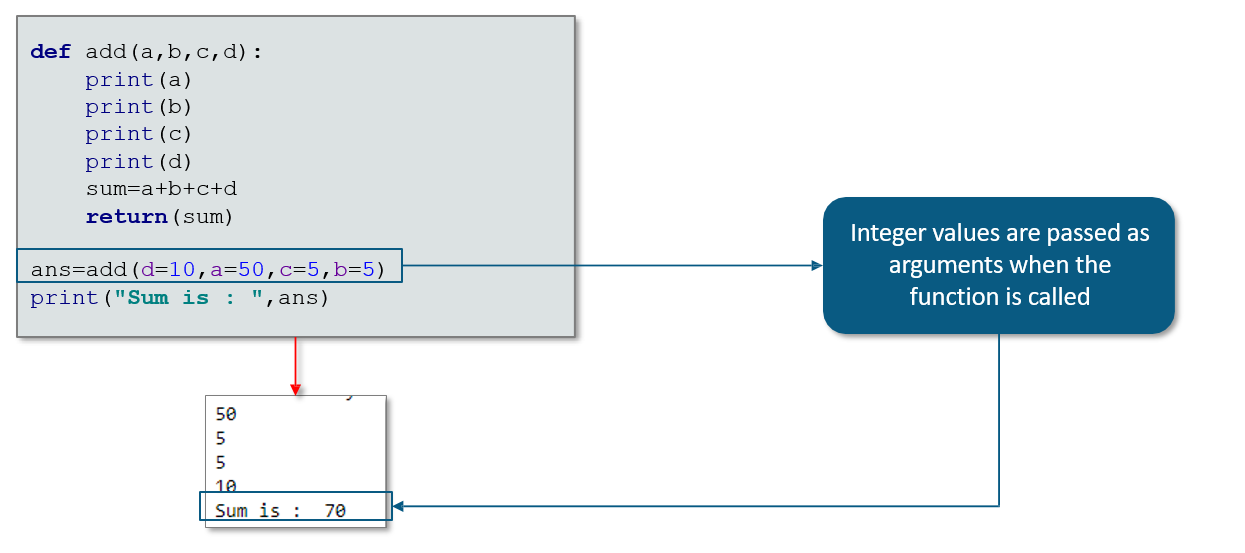 def add(a,b,c,d):
    print(a)
    print(b)
    print(c)
    print(d)
    sum=a+b+c+d
    return(sum)
ans=add(d=10,a=50,c=5,b=5)
print("Sum is : ",ans)
Integer values are passed as
arguments when the
function is called
50
5
5
10
Sum is :  70